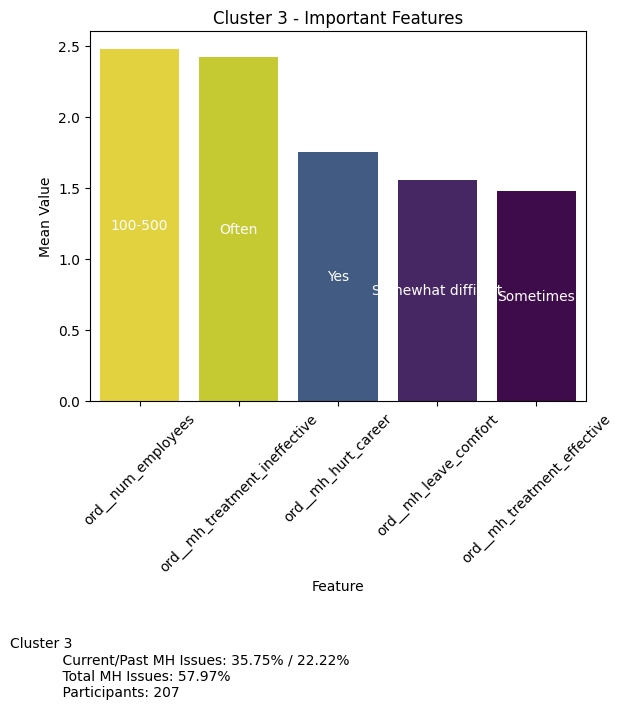 Cluster 3 - Important Features
Mean Value
2.5
2.0
1.5
1.0
0.5
0.0
100-500
Often
Yes
Somewhat difficult
Sometimes
ord__num_employees
ord__mh_treatment_ineffective
ord__mh_hurt_career
ord__mh_leave_comfort
ord__mh_treatment_effective
Feature
Cluster 3
Current/Past MH Issues: 35.75% / 22.22%
Total MH Issues: 57.97%
Participants: 207